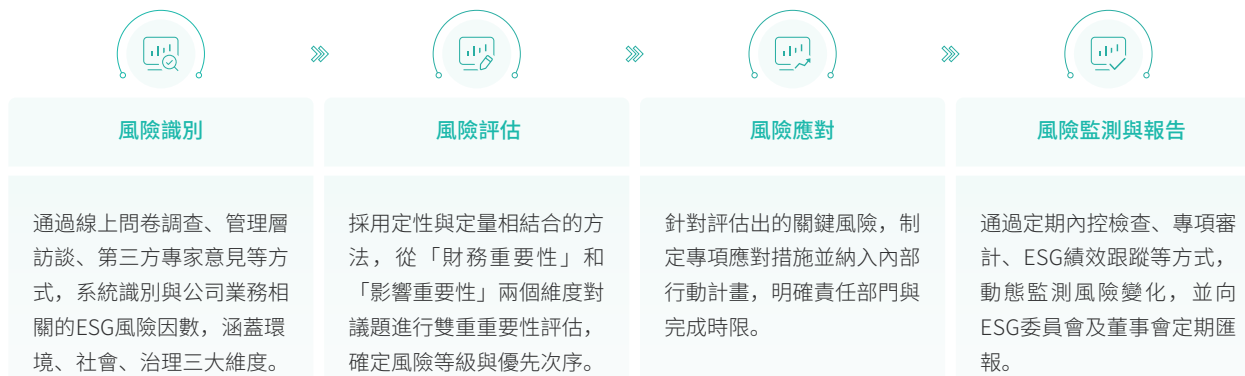 風險識別
通過線上問卷調查、管理層
訪談、第三方專家意見等方
式，系統識別與公司業務相
關的ESG風險因數，涵蓋環
境、社會、治理三大維度。
風險評估
採用定性與定量相結合的方
法，從「財務重要性」和
「影響重要性」兩個維度對
議題進行雙重重要性評估，
確定風險等級與優先次序。
風險應對
針對評估出的關鍵風險，制
定專項應對措施並納入內部
行動計畫，明確責任部門與
完成時限。
風險監測與報告
通過定期內控檢查、專項審
計、ESG績效跟蹤等方式，
動態監測風險變化，並向
ESG委員會及董事會定期匯
報。